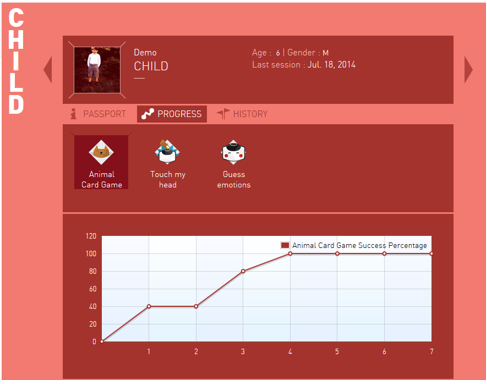 CHILD
Demo
CHILD
Age : 6 | Gender : M
Last session : Jul. 18, 2014
PASSPORT
PROGRESS
HISTORY
Animal
Card Game
Touch my
head
Guess
emotions
Animal Card Game Success Percentage
120
100
80
60
40
20
0
1 2 3 4 5 6 7